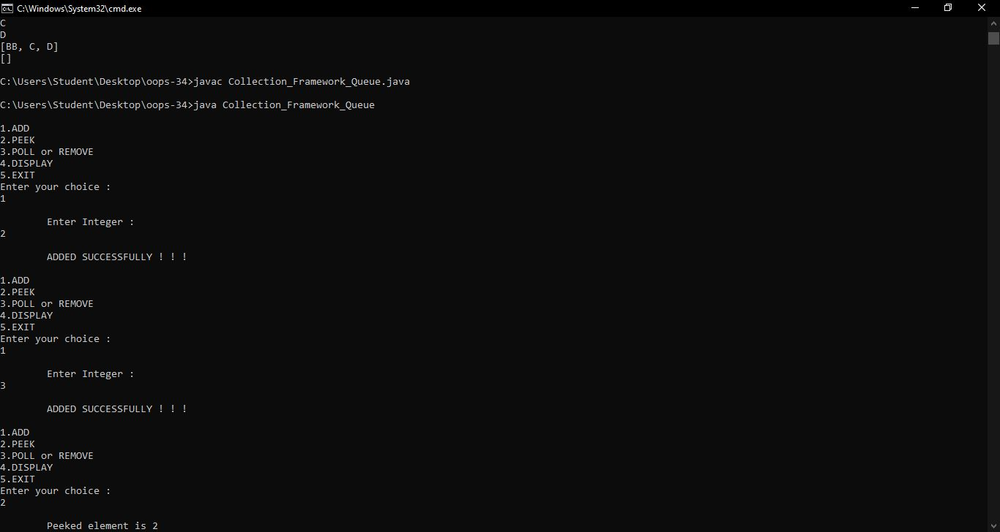 C:\Windows\System32\cmd.exe
C
D
[BB, C, D]
[]
C:\Users\Student\Desktop\oops-34>javac Collection_Framework_Queue.java
C:\Users\Student\Desktop\oops-34>java Collection_Framework_Queue
1.ADD
2.PEEK
3.POLL or REMOVE
4.DISPLAY
5.EXIT
Enter your choice :
1
Enter Integer :
2
ADDED SUCCESSFULLY ! ! !
1.ADD
2.PEEK
3.POLL or REMOVE
4.DISPLAY
5.EXIT
Enter your choice :
1
Enter Integer :
3
ADDED SUCCESSFULLY ! ! !
1.ADD
2.PEEK
3.POLL or REMOVE
4.DISPLAY
5.EXIT
Enter your choice :
2
Peeked element is 2